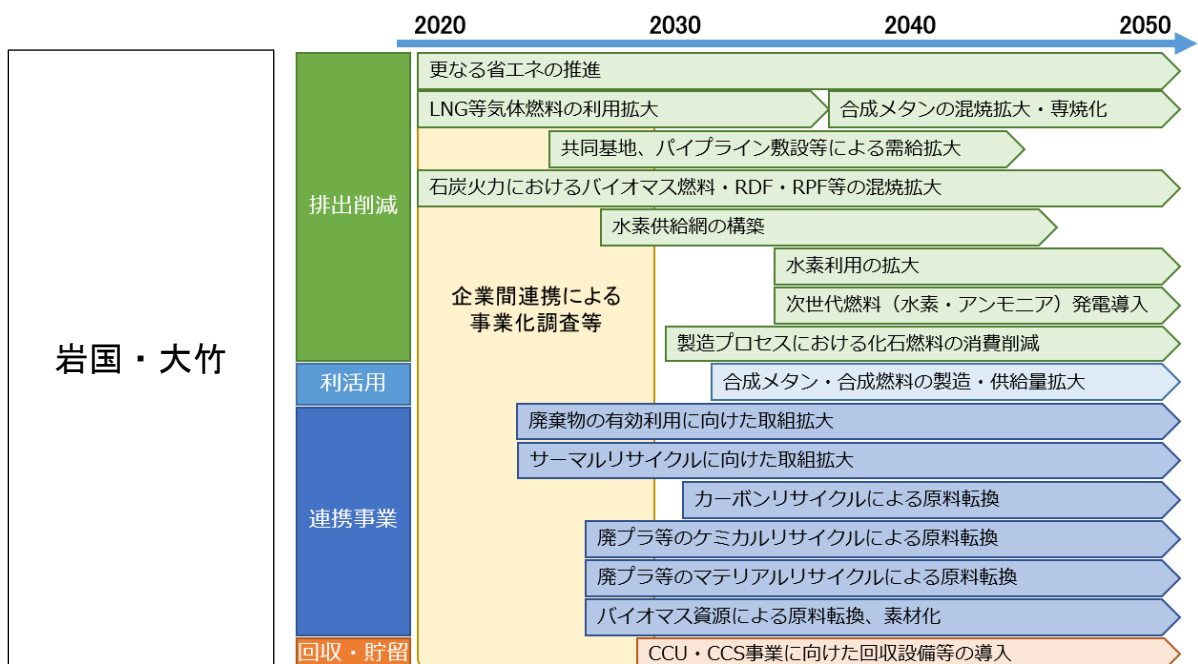 2020
2030
2040
2050
岩国・大竹
排出削減
更なる省エネの推進
LNG等気体燃料の利用拡大
合成メタンの混焼拡大・専焼化
共同基地、パイプライン敷設等による需給拡大
石炭火力におけるバイオマス燃料・RDF・RPF等の混焼拡大
水素供給網の構築
水素利用の拡大
次世代燃料（水素・アンモニア）発電導入
製造プロセスにおける化石燃料の消費削減
企業間連携による
事業化調査等
利活用
合成メタン・合成燃料の製造・供給量拡大
連携事業
廃棄物の有効利用に向けた取組拡大
サーマルリサイクルに向けた取組拡大
カーボンリサイクルによる原料転換
廃プラ等のケミカルリサイクルによる原料転換
廃プラ等のマテリアルリサイクルによる原料転換
バイオマス資源による原料転換、素材化
回収・貯留
CCU・CCS事業に向けた回収設備等の導入